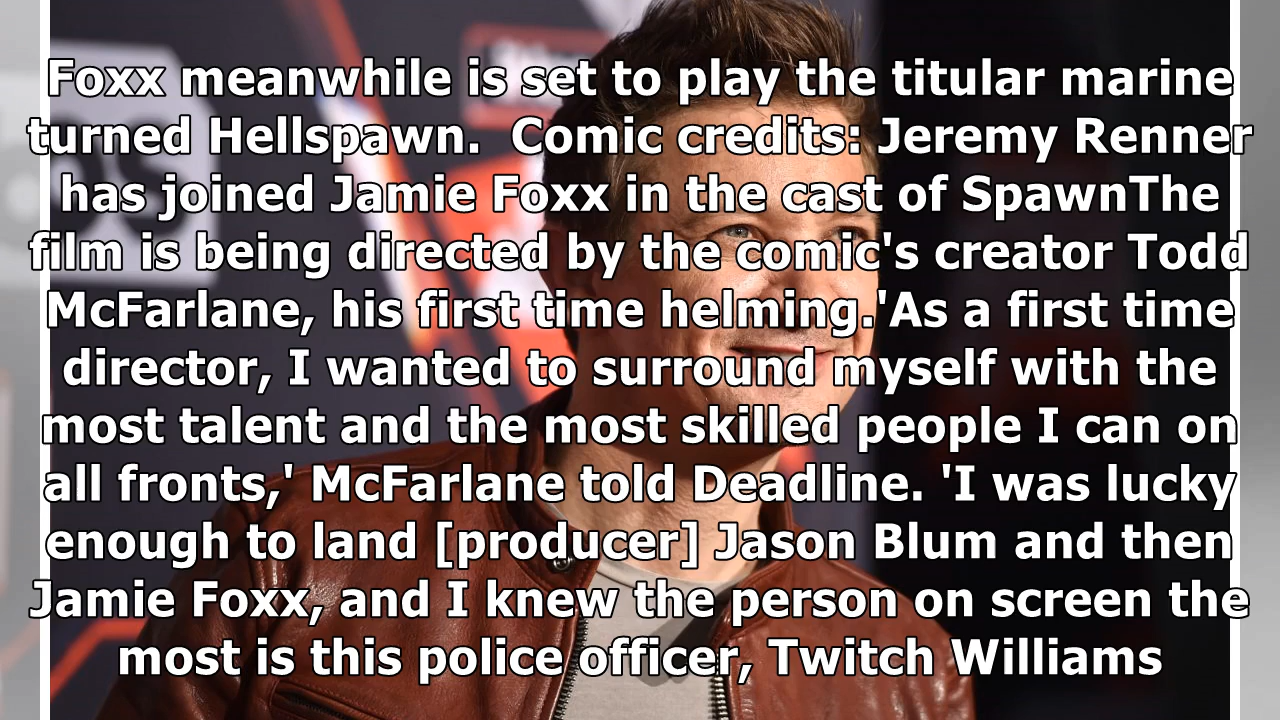 Foxx meanwhile is set to play the titular marine
turned Hellspawn.  Comic credits: Jeremy Renner
has joined Jamie Foxx in the cast of SpawnThe
film is being directed by the comic's creator Todd
McFarlane, his first time helming.'As a first time
director, I wanted to surround myself with the
most talent and the most skilled people I can on
all fronts,' McFarlane told Deadline. 'I was lucky
enough to land [producer] Jason Blum and then
Jamie Foxx, and I knew the person on screen the
most is this police officer, Twitch Williams